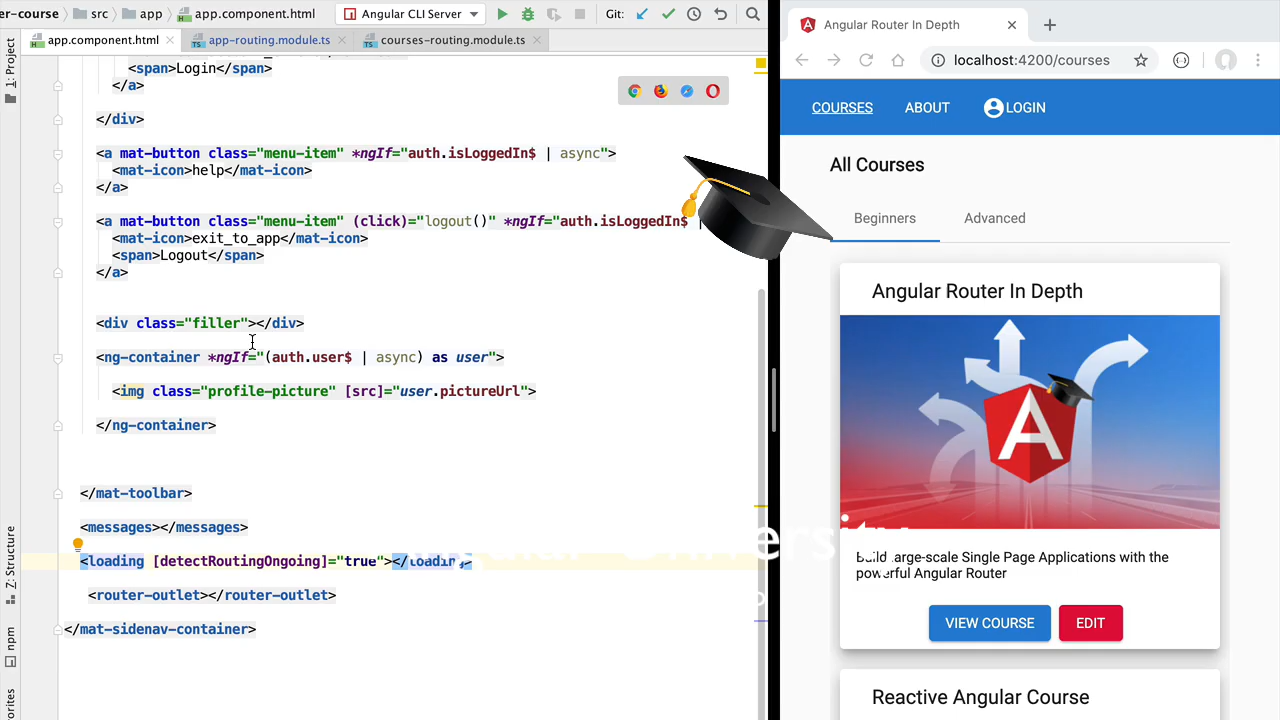 er-course > src > app > app.component.html
Angular CLI Server
Git:
app.component.html
app-routing.module.ts
courses-routing.module.ts
1: Project
<span>Login</span>
</a>
</div>
<a mat-button class="menu-item" *ngIf="auth.isLoggedIn$ | async">
<mat-icon>help</mat-icon>
</a>
<a mat-button class="menu-item" (click)="logout()" *ngIf="auth.isLoggedIn$ |
<mat-icon>exit_to_app</mat-icon>
<span>Logout</span>
</a>
<div class="filler"></div>
<ng-container *ngIf="(auth.user$ | async) as user">
<img class="profile-picture" [src]="user.pictureUrl">
</ng-container>
</mat-toolbar>
<messages></messages>
<loading [detectRoutingOngoing]="true"></loading>
<router-outlet></router-outlet>
</mat-sidenav-container>
Z: Structure
npm
rites
Angular Router In Depth
localhost:4200/courses
COURSES
ABOUT
LOGIN
All Courses
Beginners
Advanced
Angular Router In Depth
A
Build large-scale Single Page Applications with the
powerful Angular Router
VIEW COURSE
EDIT
Reactive Angular Course